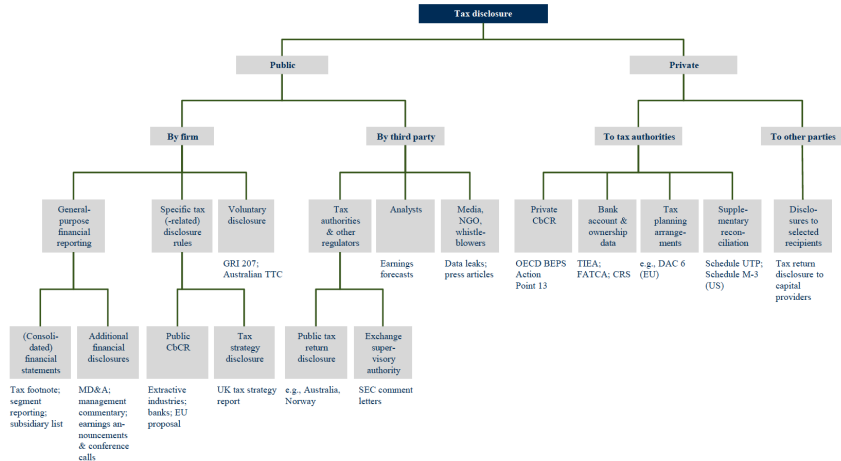 Tax disclosure
Public
Private
By firm
By third party
To tax authorities
To other parties
General-
purpose
financial
reporting
Specific tax
(-related)
disclosure
rules
Voluntary
disclosure
GRI 207;
Australian TTC
Tax
authorities
& other
regulators
Analysts
Earnings
forecasts
Media,
NGO,
whistle-
blowers
Data leaks;
press articles
Private
CbCR
OECD BEPS
Action
Point 13
Bank
account &
ownership
data
TIEA;
FATCA; CRS
Tax
planning
arrange-
ments
e.g., DAC 6
(EU)
Supple-
mentary
recon-
ciliation
Schedule UTP;
Schedule M-3
(US)
Disclo-
sures to
selected
recipients
Tax return
disclosure to
capital
providers
(Consoli-
dated)
financial
statements
Tax footnote;
segment
reporting;
subsidiary list
Additional
financial
disclosures
MD&A;
management
commentary;
earnings an-
nouncements
& conference
calls
Public
CbCR
Extractive
industries;
banks; EU
proposal
Tax
strategy
disclosure
UK tax strategy
report
Public tax
return
disclosure
e.g., Australia,
Norway
Exchange
super-
visory
authority
SEC comment
letters